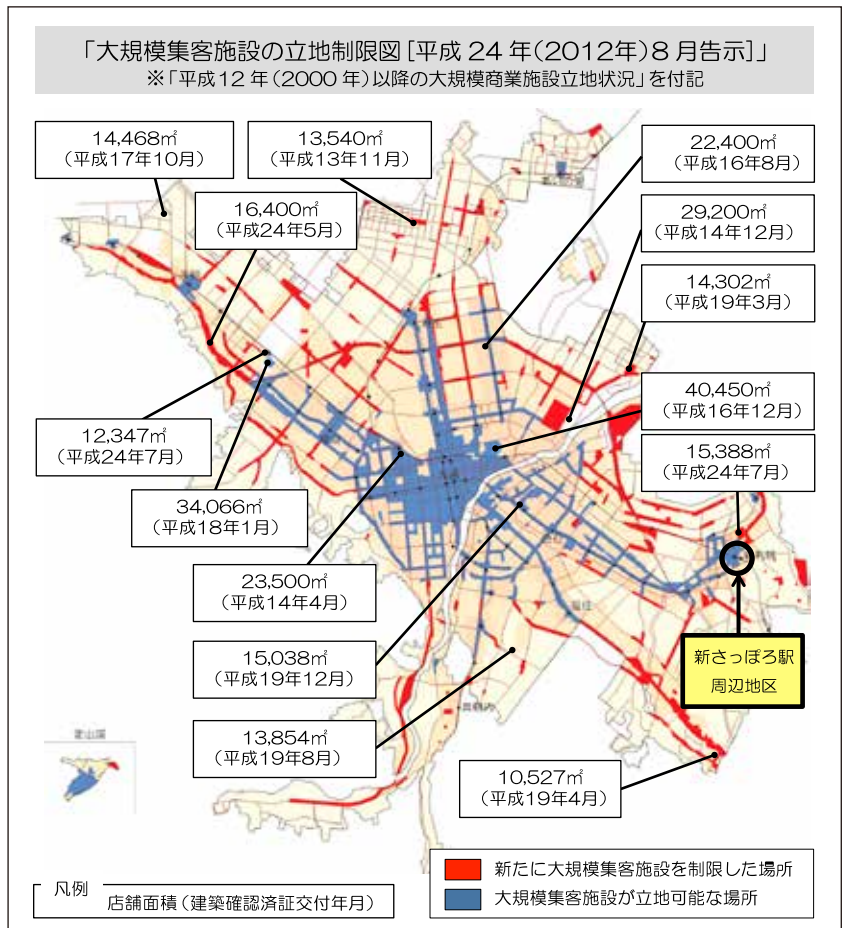 「大規模集客施設の立地制限図［平成24年（2012年）8月告示］」
※「平成12年（2000年）以降の大規模商業施設立地状況」を付記
14,468㎡
（平成17年10月）
13,540㎡
（平成13年11月）
22,400㎡
（平成16年8月）
16,400㎡
（平成24年5月）
29,200㎡
（平成14年12月）
14,302㎡
（平成19年3月）
40,450㎡
（平成16年12月）
12,347㎡
（平成24年7月）
15,388㎡
（平成24年7月）
34,066㎡
（平成18年1月）
23,500㎡
（平成14年4月）
15,038㎡
（平成19年12月）
新さっぽろ駅
周辺地区
真駒内
13,854㎡
（平成19年8月）
定山渓
10,527㎡
（平成19年4月）
新たに大規模集客施設を制限した場所
大規模集客施設が立地可能な場所
凡例
店舗面積（建築確認済証交付年月）